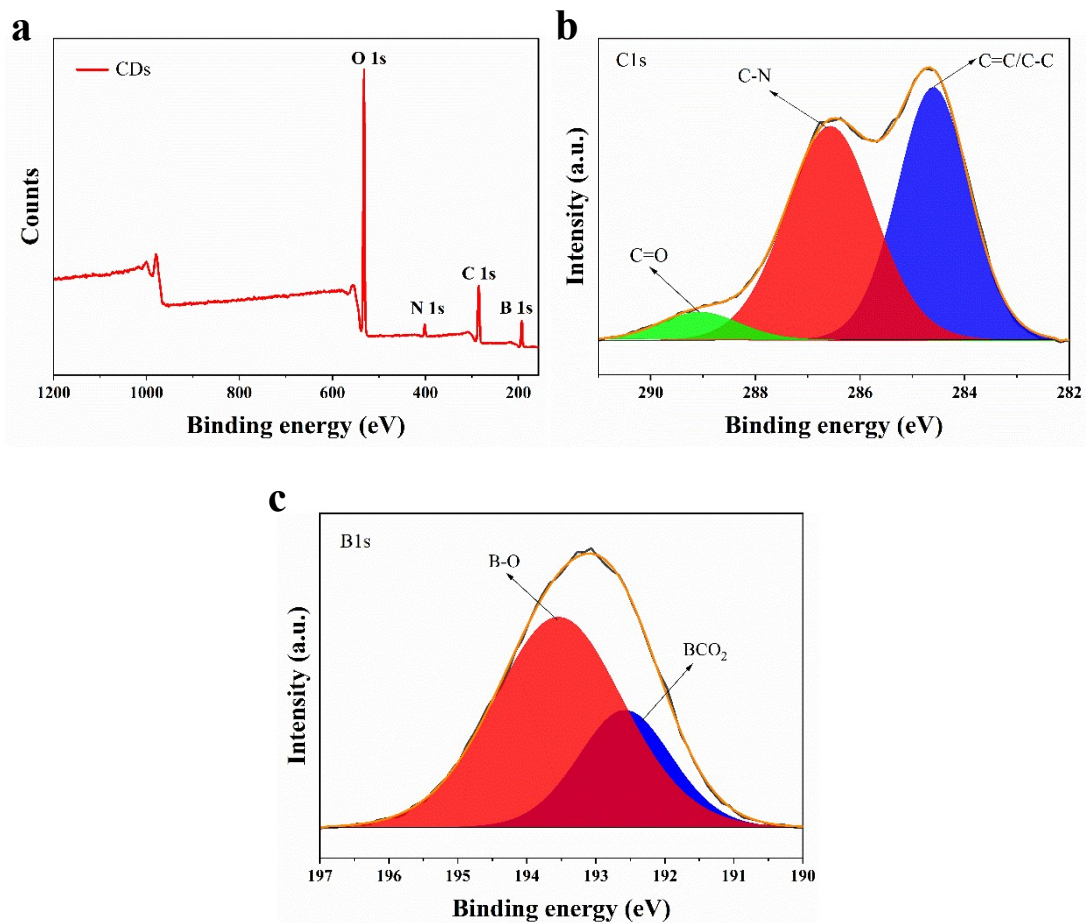 a
CDs
O 1s
N 1s
C 1s
B 1s
Counts
1200 1000 800 600 400 200
Binding energy (eV)
b
C1s
C=C/C-C
C-N
C=O
Intensity (a.u.)
290 288 286 284 282
Binding energy (eV)
c
B1s
B-O
BCO₂
Intensity (a.u.)
197 196 195 194 193 192 191 190
Binding energy (eV)